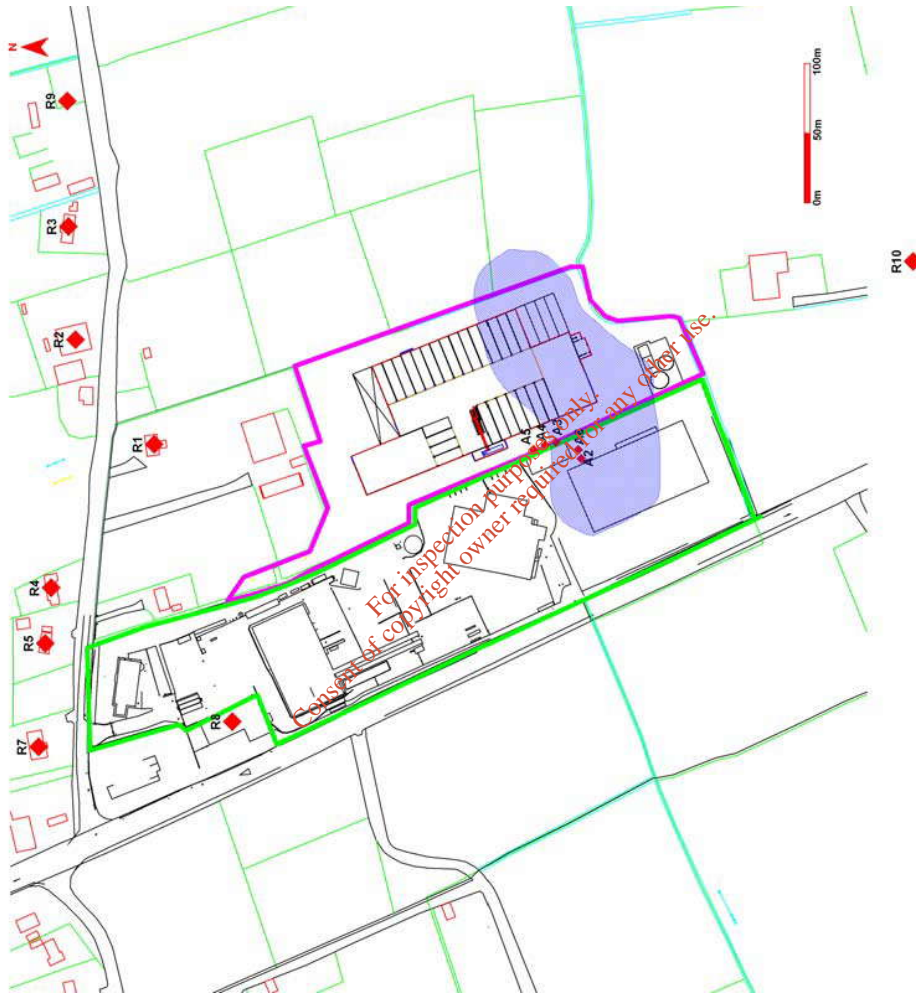 N
R9
R3
R2
R1
R4
R5
R7
R8
A5
A4
A3
A2
0m
50m
100m
R10
For inspection purposes only.
Consent of copyright owner required for any other use.